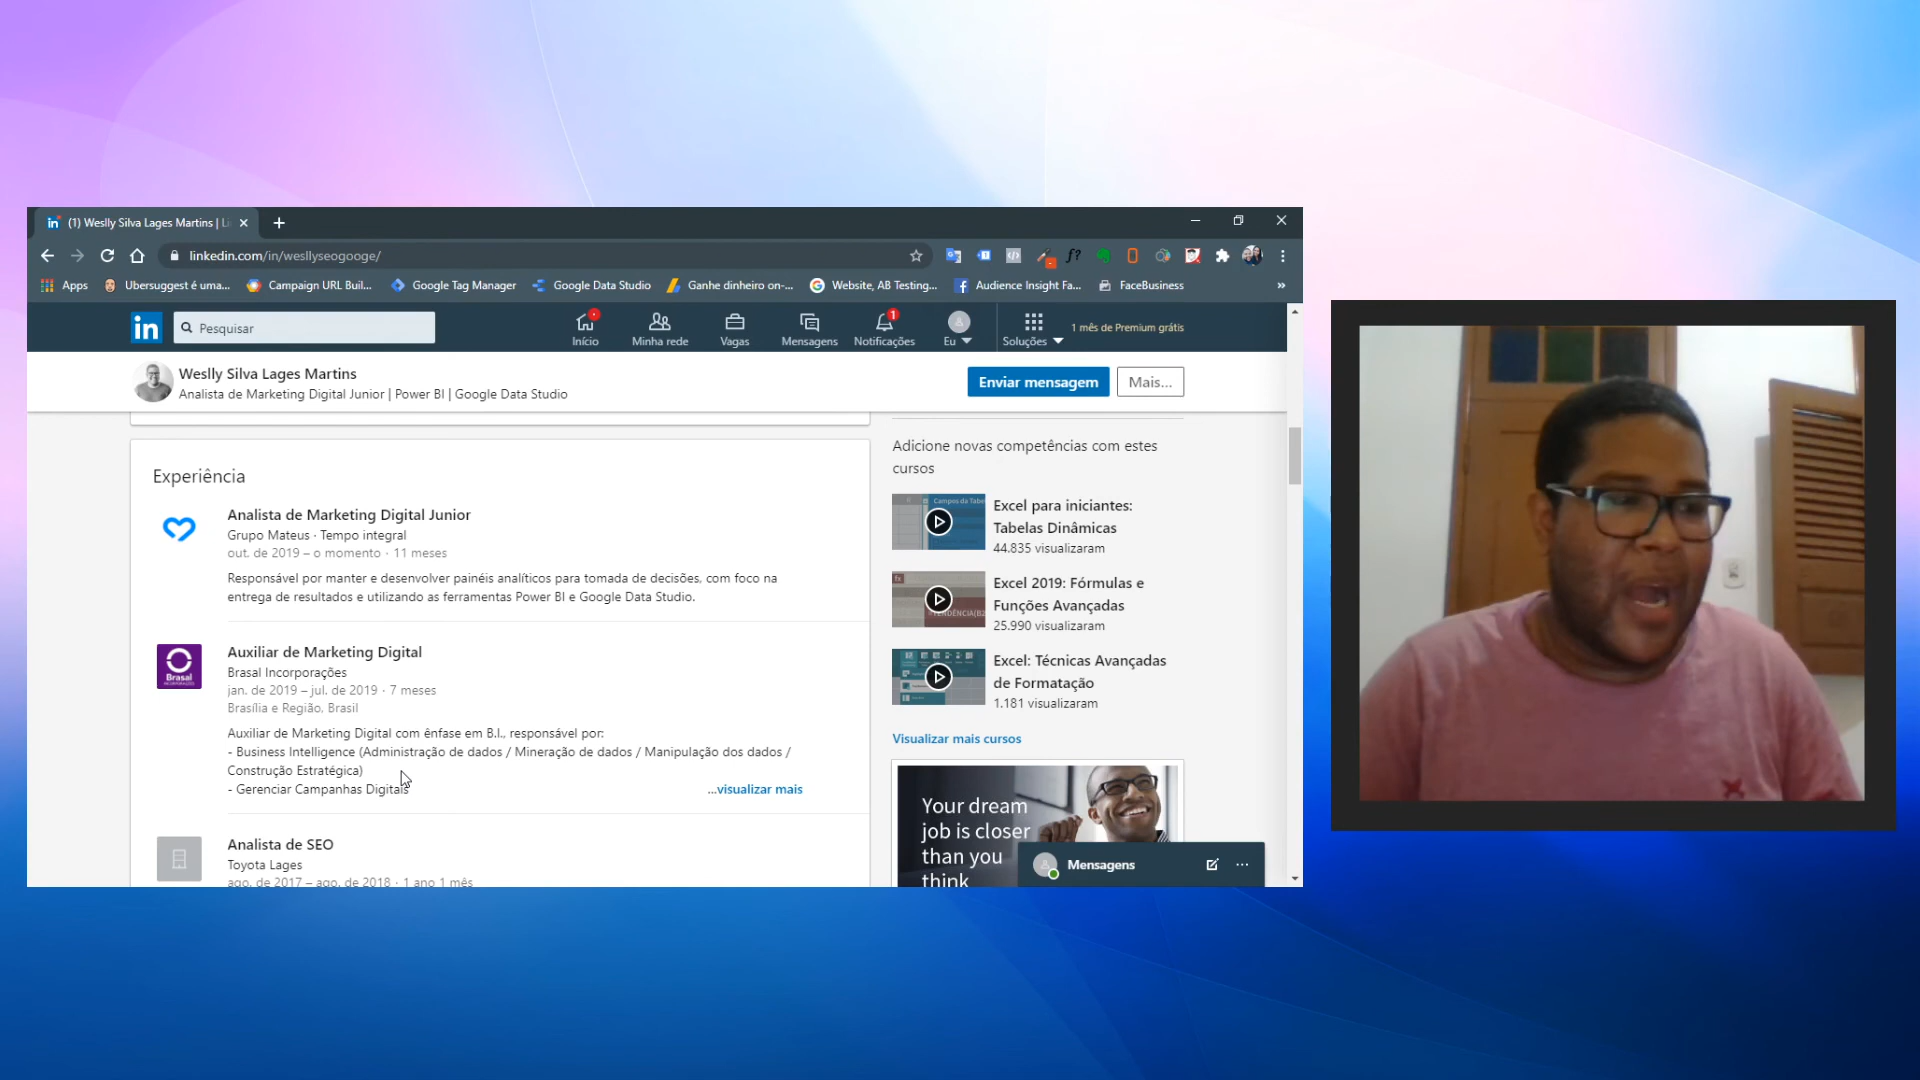 (1) Weslly Silva Lages Martins | Li
linkedin.com/in/wesllyseogooge/
Apps
Ubersuggest é uma...
Campaign URL Buil...
Google Tag Manager
Google Data Studio
Ganhe dinheiro on-...
Website, AB Testing...
Audience Insight Fa...
FaceBusiness
»
in
Pesquisar
Início
Minha rede
Vagas
Mensagens
1
Notificações
Eu
Soluções
1 mês de Premium grátis
Weslly Silva Lages Martins
Analista de Marketing Digital Junior | Power BI | Google Data Studio
Enviar mensagem
Mais...
Experiência
Analista de Marketing Digital Junior
Grupo Mateus · Tempo integral
out. de 2019 – o momento · 11 meses
Responsável por manter e desenvolver painéis analíticos para tomada de decisões, com foco na
entrega de resultados e utilizando as ferramentas Power BI e Google Data Studio.
Brasal
INCORPORAÇÕES
Auxiliar de Marketing Digital
Brasal Incorporações
jan. de 2019 – jul. de 2019 · 7 meses
Brasília e Região, Brasil
Auxiliar de Marketing Digital com ênfase em B.I., responsável por:
- Business Intelligence (Administração de dados / Mineração de dados / Manipulação dos dados /
Construção Estratégica)
- Gerenciar Campanhas Digitais
...visualizar mais
Analista de SEO
Toyota Lages
ago. de 2017 – ago. de 2018 · 1 ano 1 mês
Adicione novas competências com estes
cursos
Excel para iniciantes:
Tabelas Dinâmicas
44.835 visualizaram
Excel 2019: Fórmulas e
Funções Avançadas
25.990 visualizaram
Excel: Técnicas Avançadas
de Formatação
1.181 visualizaram
Visualizar mais cursos
Your dream
job is closer
than you
think
Mensagens